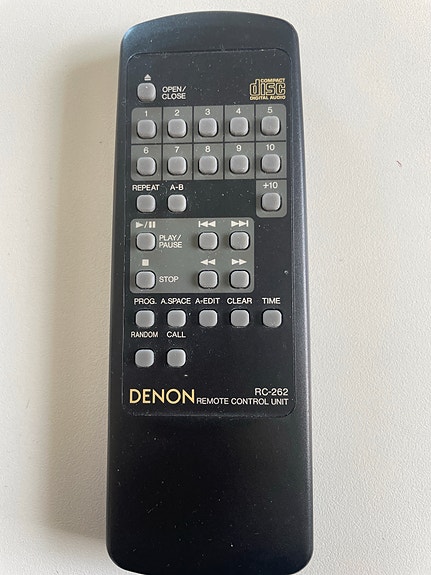 OPEN/
CLOSE
COMPACT
disc
DIGITAL AUDIO
1 2 3 4 5
6 7 8 9 10
REPEAT A-B +10
PLAY/
PAUSE
STOP
PROG. A.SPACE A-EDIT CLEAR TIME
RANDOM CALL
RC-262
DENON REMOTE CONTROL UNIT